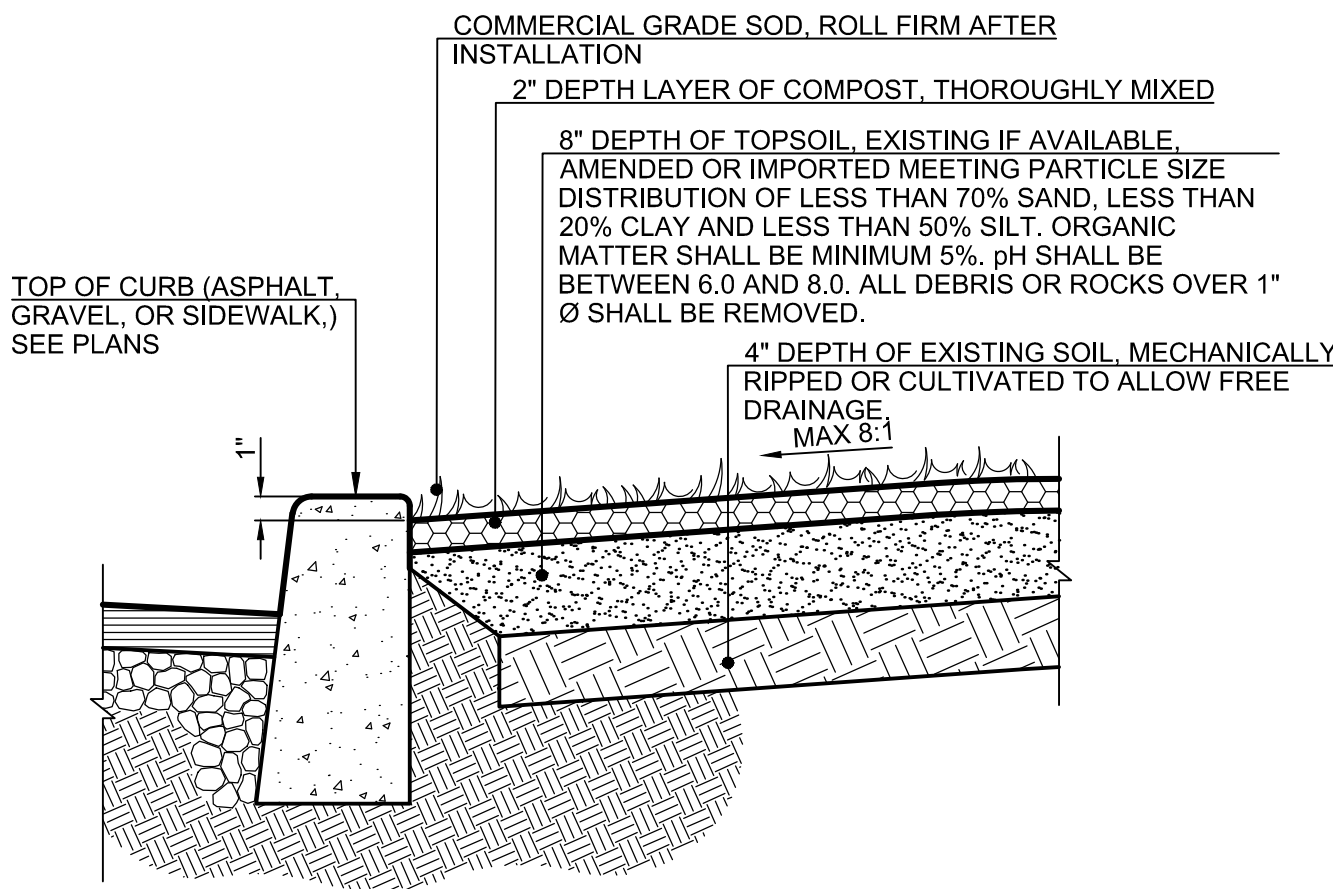 COMMERCIAL GRADE SOD, ROLL FIRM AFTER
INSTALLATION
2" DEPTH LAYER OF COMPOST, THOROUGHLY MIXED
8" DEPTH OF TOPSOIL, EXISTING IF AVAILABLE,
AMENDED OR IMPORTED MEETING PARTICLE SIZE
DISTRIBUTION OF LESS THAN 70% SAND, LESS THAN
20% CLAY AND LESS THAN 50% SILT. ORGANIC
MATTER SHALL BE MINIMUM 5%. pH SHALL BE
BETWEEN 6.0 AND 8.0. ALL DEBRIS OR ROCKS OVER 1"
Ø SHALL BE REMOVED.
TOP OF CURB (ASPHALT,
GRAVEL, OR SIDEWALK,)
SEE PLANS
4" DEPTH OF EXISTING SOIL, MECHANICALLY
RIPPED OR CULTIVATED TO ALLOW FREE
DRAINAGE.
MAX 8:1
1"